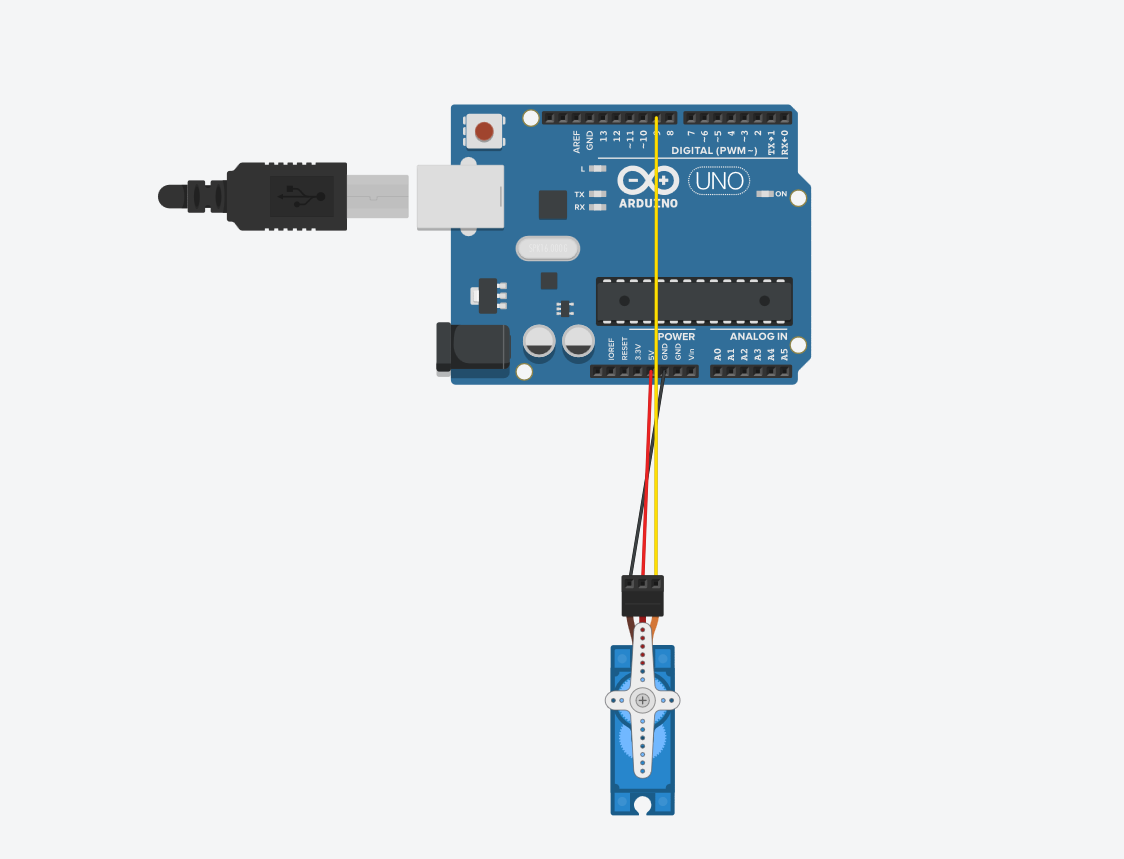 AREF
GND
13
12
~11
~10
8
7
~6
~5
4
~3
2
TX→1
RX←0
DIGITAL (PWM~)
L
TX
RX
ARDUINO
UNO
ON
POWER
ANALOG IN
IOREF
RESET
3.3V
5V
GND
GND
Vin
A0
A1
A2
A3
A4
A5